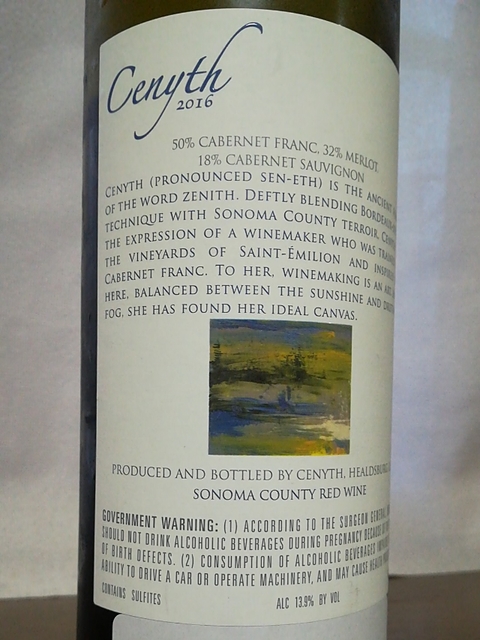 Cenyth
2016
50% CABERNET FRANC, 32% MERLOT,
18% CABERNET SAUVIGNON
CENYTH (PRONOUNCED SEN-ETH) IS THE ANCIENT
OF THE WORD ZENITH. DEFTLY BLENDING
TECHNIQUE WITH SONOMA COUNTY TERROIR,
THE EXPRESSION OF A WINEMAKER WHO WAS
THE VINEYARDS OF SAINT-ÉMILION AND
CABERNET FRANC. TO HER, WINEMAKING IS AN
HERE, BALANCED BETWEEN THE SUNSHINE AND
FOG, SHE HAS FOUND HER IDEAL CANVAS.
PRODUCED AND BOTTLED BY CENYTH, HEALDSBURG
SONOMA COUNTY RED WINE
GOVERNMENT WARNING: (1) ACCORDING TO THE SURGEON GENERAL,
SHOULD NOT DRINK ALCOHOLIC BEVERAGES DURING PREGNANCY BECAUSE OF
OF BIRTH DEFECTS. (2) CONSUMPTION OF ALCOHOLIC BEVERAGES
ABILITY TO DRIVE A CAR OR OPERATE MACHINERY, AND MAY CAUSE HEALTH
CONTAINS SULFITES
ALC 13.9% BY VOL